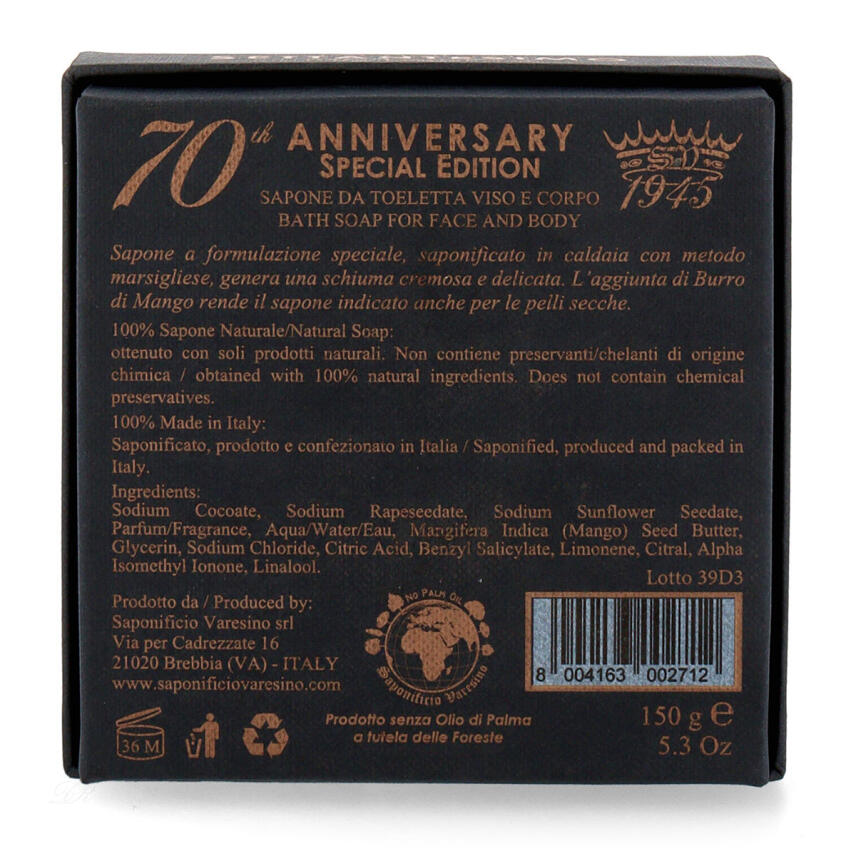 SETTANTESIMO
70th ANNIVERSARY
SPECIAL EDITION
SAPONE DA TOELETTA VISO E CORPO
BATH SOAP FOR FACE AND BODY
SV
1945
Sapone a formulazione speciale, saponificato in caldaia con metodo
marsigliese, genera una schiuma cremosa e delicata. L'aggiunta di Burro
di Mango rende il sapone indicato anche per le pelli secche.
100% Sapone Naturale/Natural Soap:
ottenuto con soli prodotti naturali. Non contiene preservanti/chelanti di origine
chimica / obtained with 100% natural ingredients. Does not contain chemical
preservatives.
100% Made in Italy:
Saponificato, prodotto e confezionato in Italia / Saponified, produced and packed in
Italy.
Ingredients:
Sodium Cocoate, Sodium Rapeseedate, Sodium Sunflower Seedate,
Parfum/Fragrance, Aqua/Water/Eau, Mangifera Indica (Mango) Seed Butter,
Glycerin, Sodium Chloride, Citric Acid, Benzyl Salicylate, Limonene, Citral, Alpha
Isomethyl Ionone, Linalool.
Lotto 39D3
Prodotto da / Produced by:
Saponificio Varesino srl
Via per Cadrezzate 16
21020 Brebbia (VA) - ITALY
www.saponificiovaresino.com
NO PALM OIL
Saponificio Varesino
8 004163 002712
36 M
Prodotto senza Olio di Palma
a tutela delle Foreste
150 g e
5.3 Oz